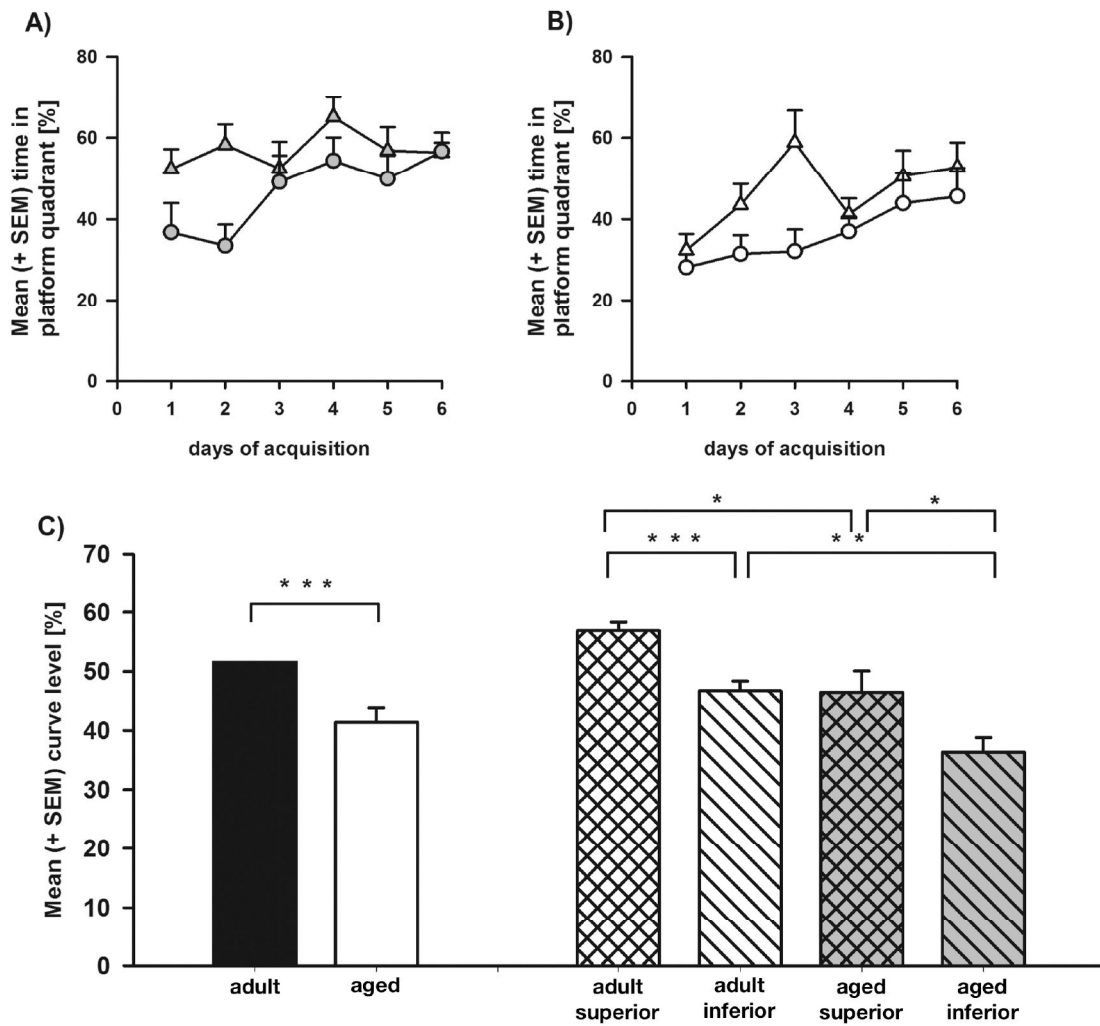 A)
Mean (+ SEM) time in
platform quadrant [%]
80
60
40
20
0
0 1 2 3 4 5 6
days of acquisition
B)
Mean (+ SEM) time in
platform quadrant [%]
80
60
40
20
0
0 1 2 3 4 5 6
days of acquisition
C)
Mean (+ SEM) curve level [%]
70
60
50
40
30
20
10
0
* * *
*
*
* * *
* *
adult
aged
adult
superior
adult
inferior
aged
superior
aged
inferior